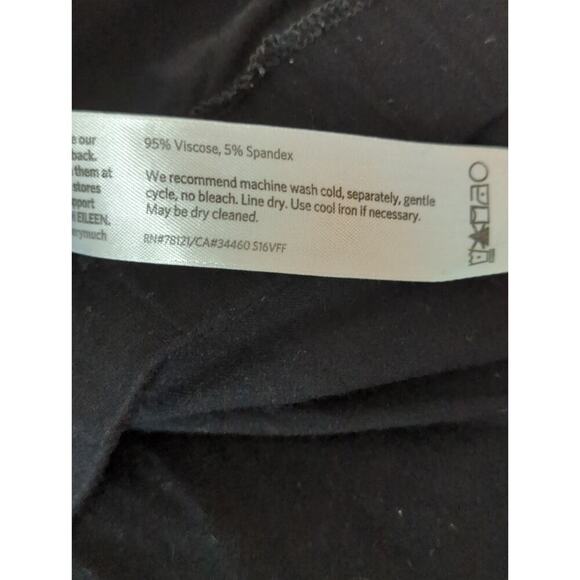 e our
back.
them at
stores
pport
EILEEN.
erymuch
95% Viscose, 5% Spandex
We recommend machine wash cold, separately, gentle
cycle, no bleach. Line dry. Use cool iron if necessary.
May be dry cleaned.
RN#78121/CA#34460 S16VFF